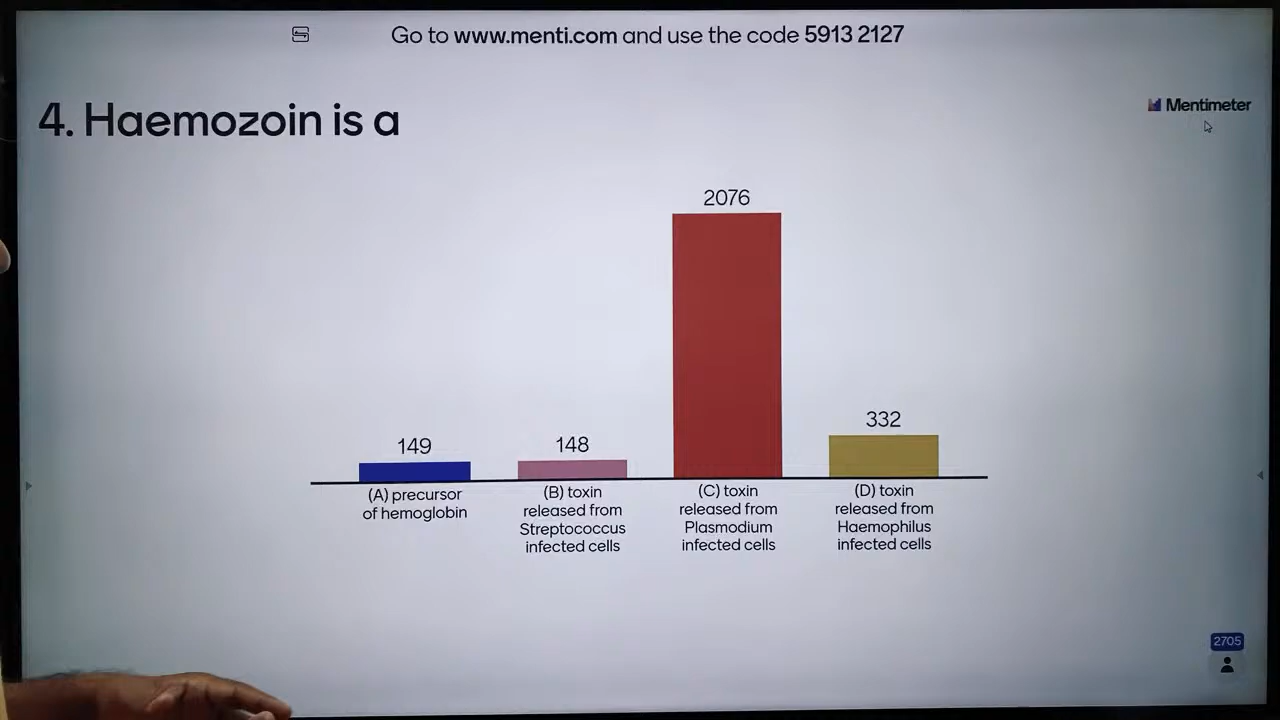 Go to www.menti.com and use the code 5913 2127
4. Haemozoin is a
Mentimeter
2076
332
149
148
(A) precursor
of hemoglobin
(B) toxin
released from
Streptococcus
infected cells
(C) toxin
released from
Plasmodium
infected cells
(D) toxin
released from
Haemophilus
infected cells
2705